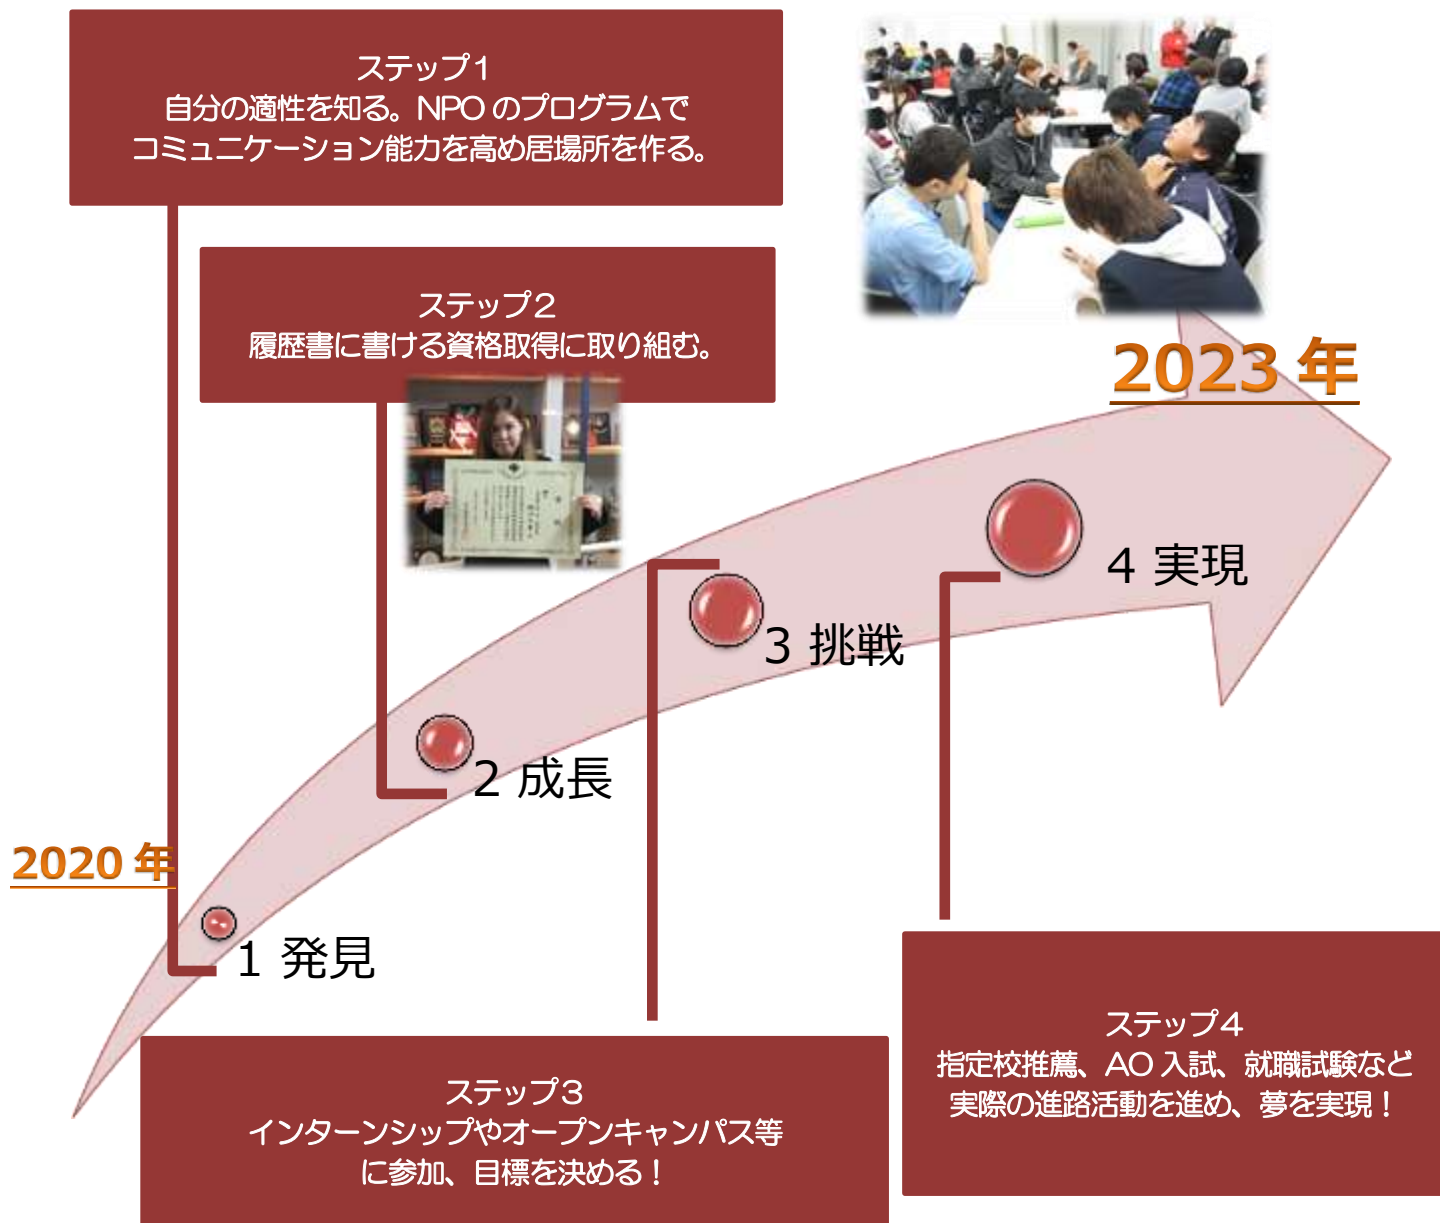 ステップ1
自分の適性を知る。NPOのプログラムで
コミュニケーション能力を高め居場所を作る。
ステップ2
履歴書に書ける資格取得に取り組む。
2023年
4 実現
3 挑戦
2 成長
2020年
1 発見
ステップ3
インターンシップやオープンキャンパス等
に参加、目標を決める！
ステップ4
指定校推薦、AO入試、就職試験など
実際の進路活動を進め、夢を実現！